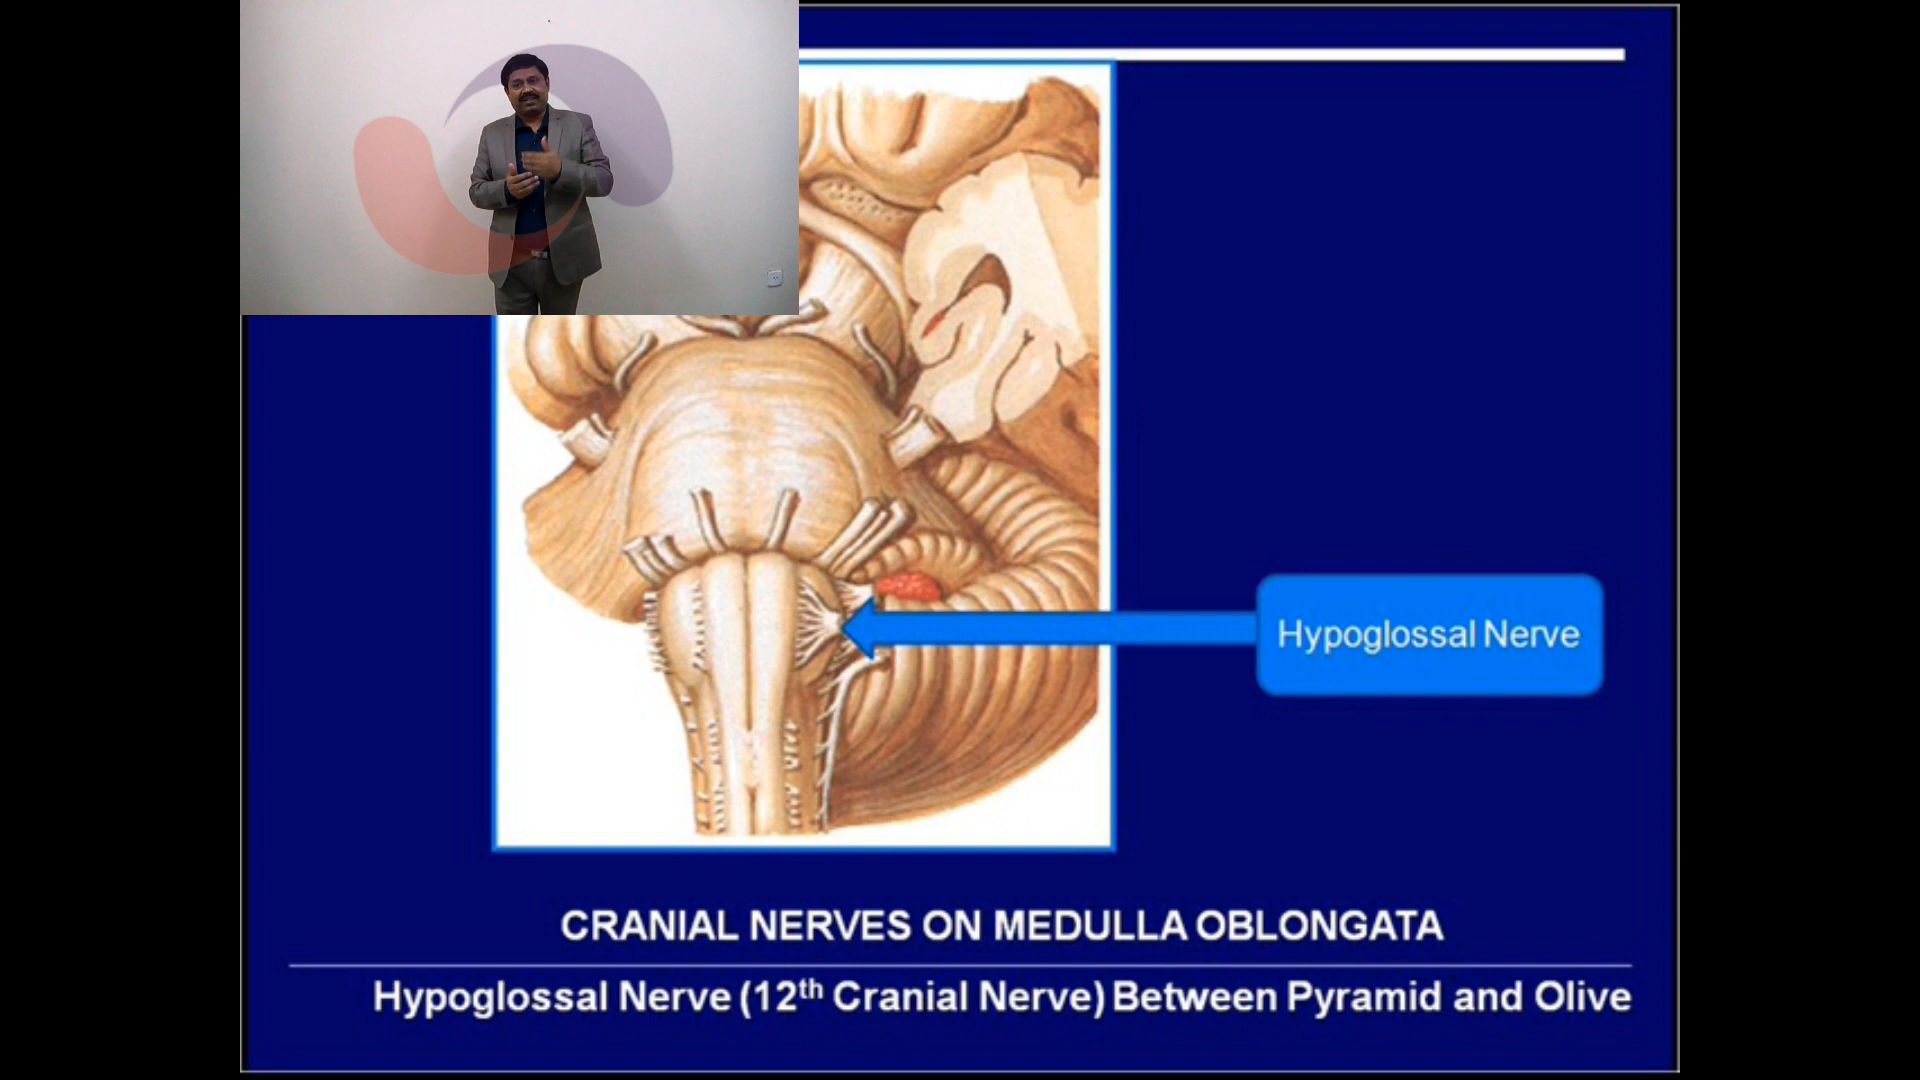 Hypoglossal Nerve
CRANIAL NERVES ON MEDULLA OBLONGATA
Hypoglossal Nerve (12th Cranial Nerve) Between Pyramid and Olive